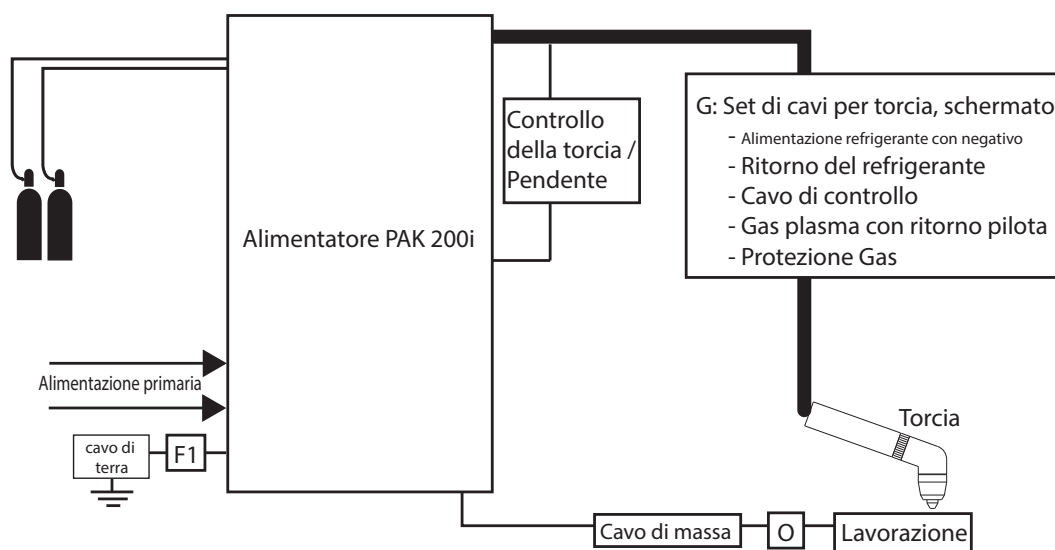 Controllo
della torcia /
Pendente
G: Set di cavi per torcia, schermato
- Alimentazione refrigerante con negativo
- Ritorno del refrigerante
- Cavo di controllo
- Gas plasma con ritorno pilota
- Protezione Gas
Alimentatore PAK 200i
Alimentazione primaria
cavo di
terra
F1
Torcia
Cavo di massa
O
Lavorazione